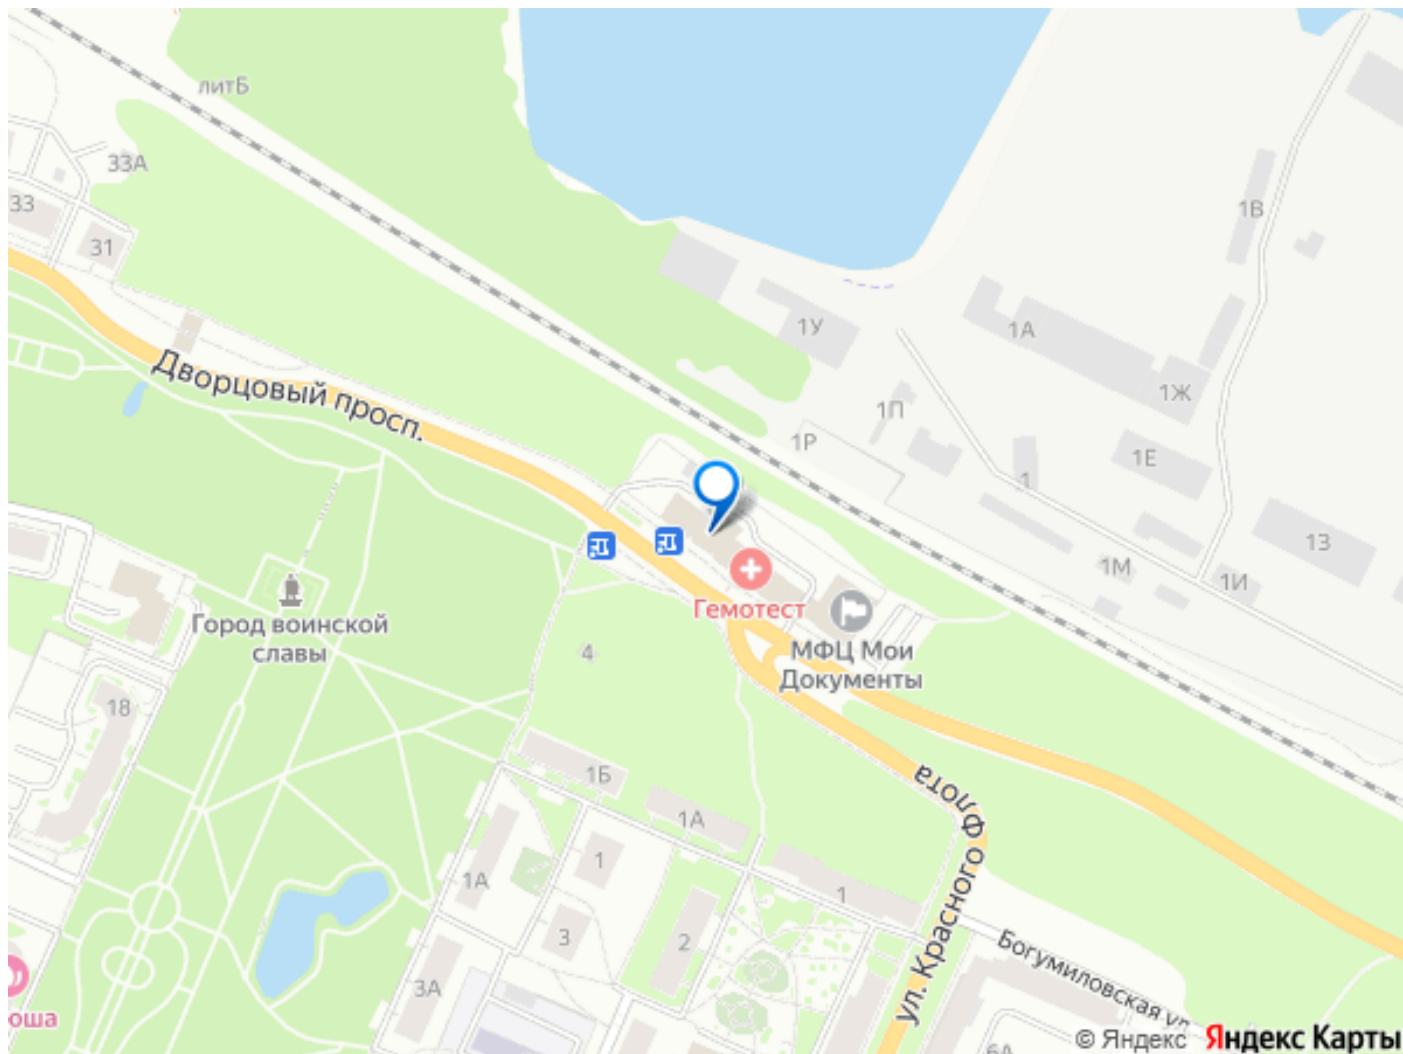 литБ
33А
33
31
1В
1У
1А
1Ж
Дворцовый просп.
1П
1Р
1Е
1
1З
1М
1И
Гемотест
Город воинской
славы
МФЦ Мои
Документы
4
18
1Б
1А
ул. Красного Флота
1
1А
1
3
2
3А
Богумиловская ул
оша
6А
© Яндекс
Яндекс Карты